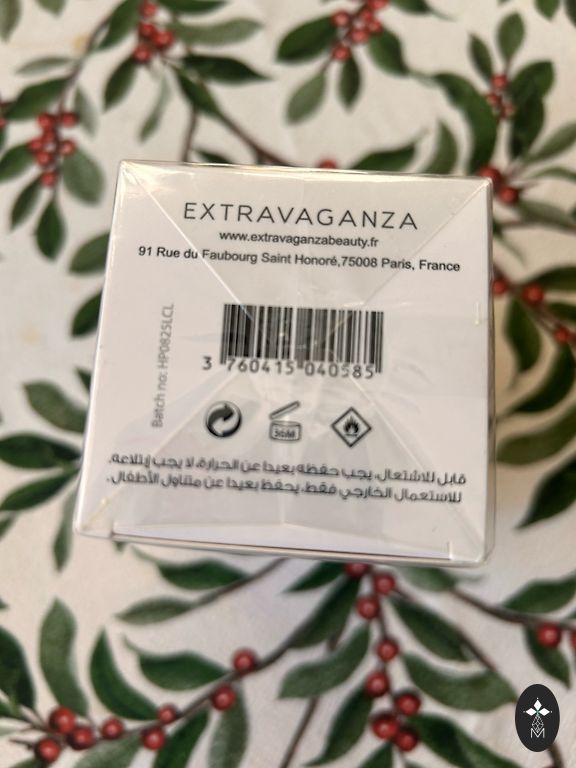 EXTRAVAGANZA
www.extravaganzabeauty.fr
91 Rue du Faubourg Saint Honoré,75008 Paris, France
Batch no: HP0825LCL
3 760415 040585
36M
قابل للاشتعال، يجب حفظه بعيدا عن الحرارة، لا يجب إبتلاعه.
للاستعمال الخارجي فقط، يحفظ بعيدا عن متناول الأطفال.
M